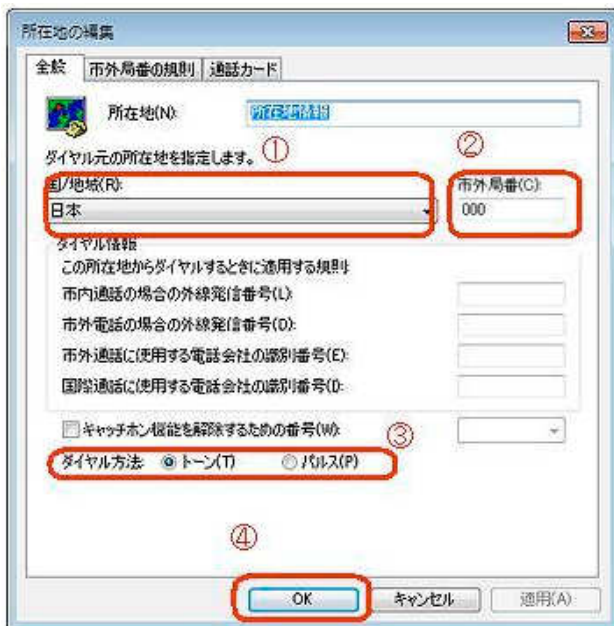 所在地の編集
全般 市外局番の規則 通話カード
所在地(N): 所在地情報
ダイヤル元の所在地を指定します。 ① ②
国/地域(R): 市外局番(C):
日本 000
ダイヤル情報
この所在地からダイヤルするときに適用する規則:
市内通話の場合の外線発信番号(L):
市外電話の場合の外線発信番号(O):
市外通話に使用する電話会社の識別番号(E):
国際通話に使用する電話会社の識別番号(I):
キャッチホン機能を解除するための番号(W): ③
ダイヤル方法: トーン(T) パルス(P)
④
OK キャンセル 適用(A)